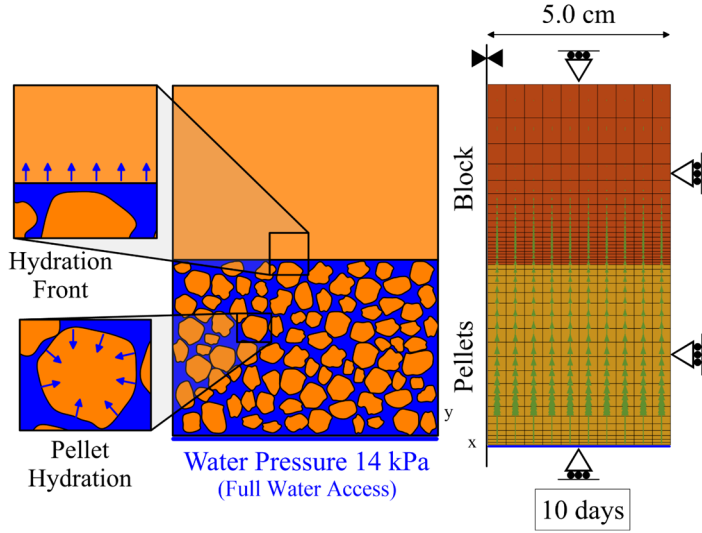 5.0 cm
Block
Hydration
Front
Pellets
y
x
Pellet
Hydration
Water Pressure 14 kPa
(Full Water Access)
10 days